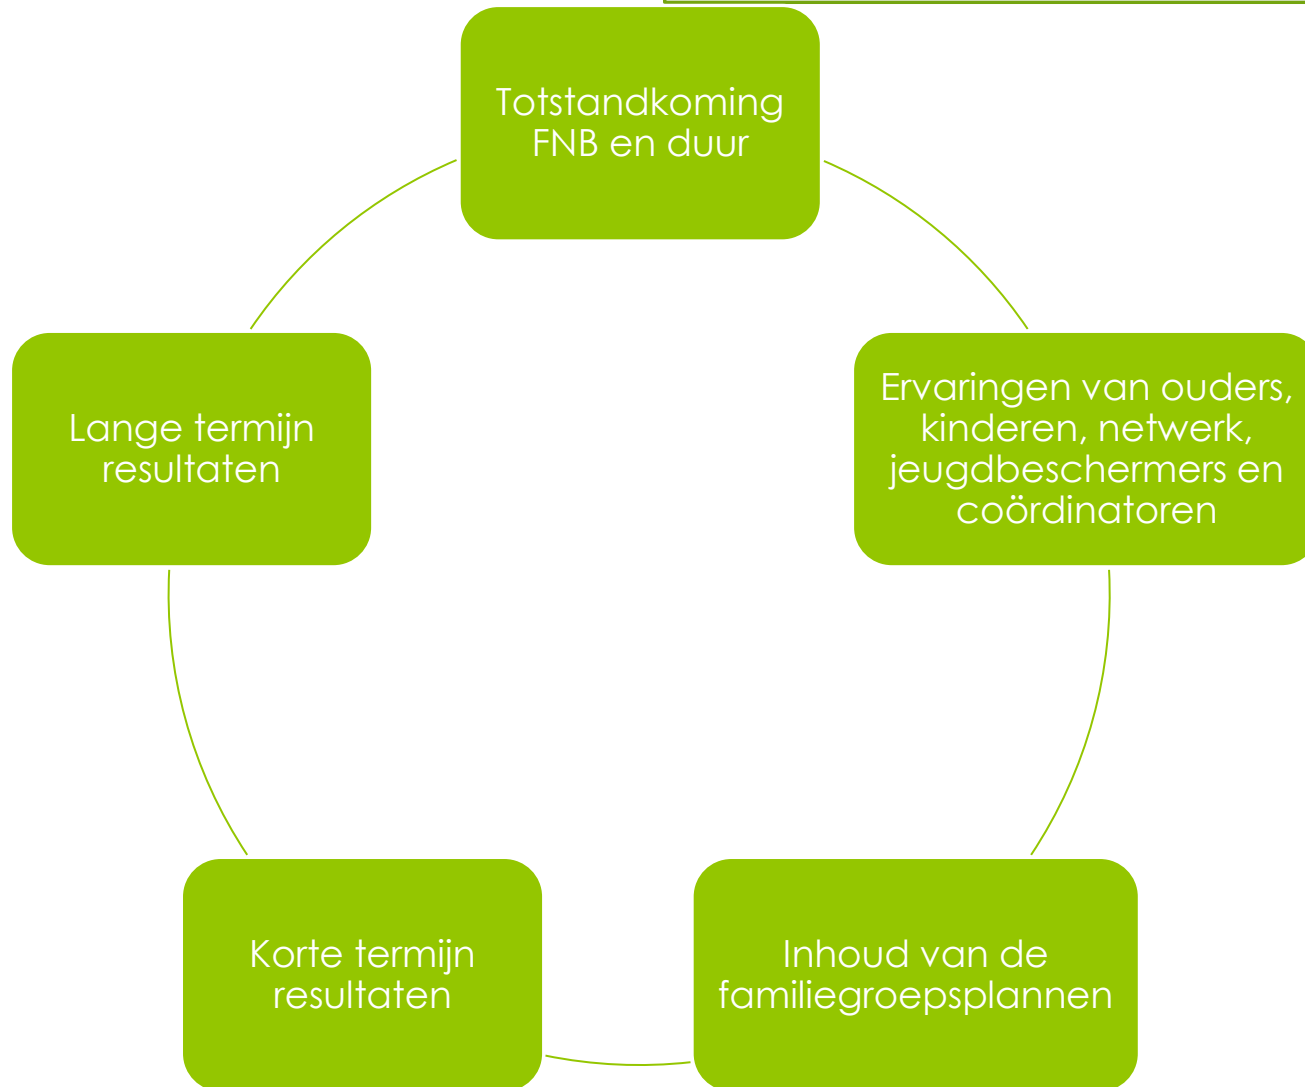 Totstandkoming
FNB en duur
Ervaringen van ouders,
kinderen, netwerk,
jeugdbeschermers en
coördinatoren
Inhoud van de
familiegroepsplannen
Korte termijn
resultaten
Lange termijn
resultaten